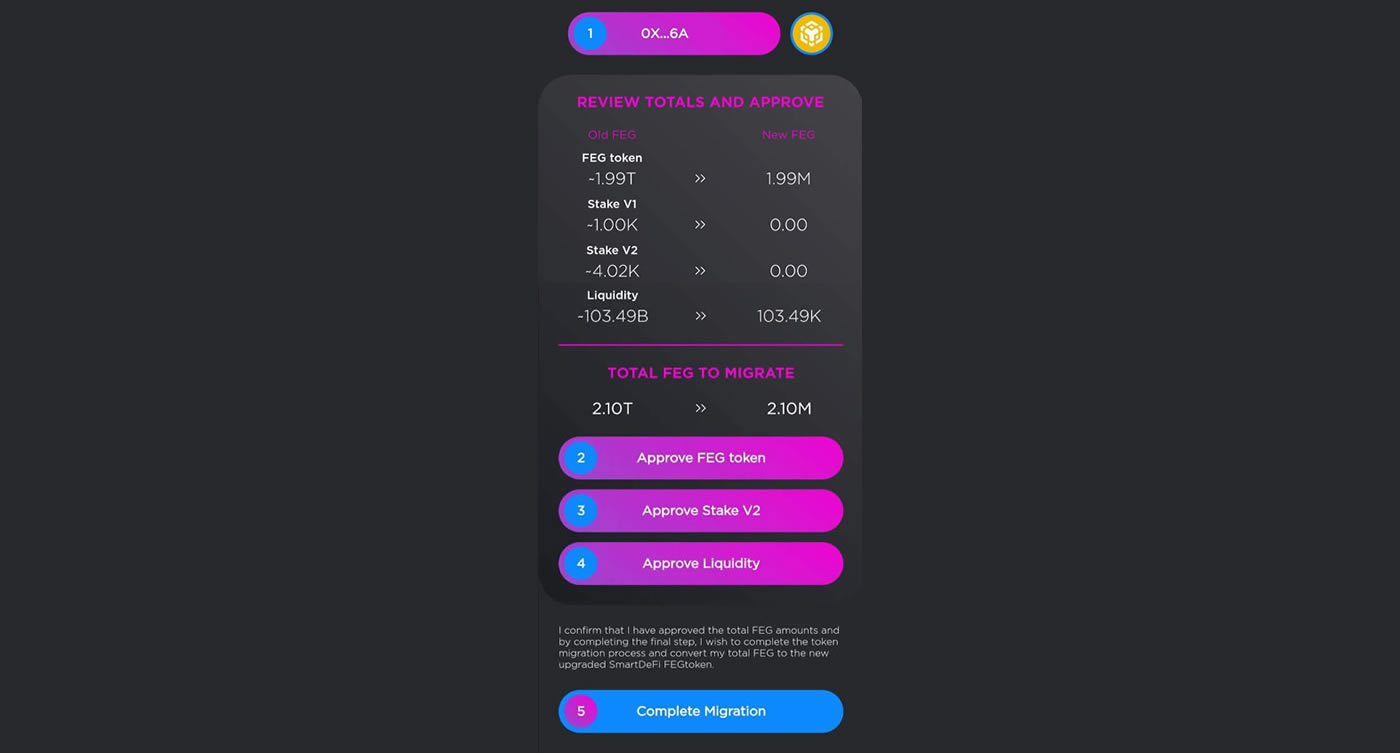 1 0X...6A
REVIEW TOTALS AND APPROVE
Old FEG New FEG
FEG token
~1.99T >> 1.99M
Stake V1
~1.00K >> 0.00
Stake V2
~4.02K >> 0.00
Liquidity
~103.49B >> 103.49K
TOTAL FEG TO MIGRATE
2.10T >> 2.10M
2 Approve FEG token
3 Approve Stake V2
4 Approve Liquidity
I confirm that I have approved the total FEG amounts and
by completing the final step, I wish to complete the token
migration process and convert my total FEG to the new
upgraded SmartDeFi FEGtoken.
5 Complete Migration